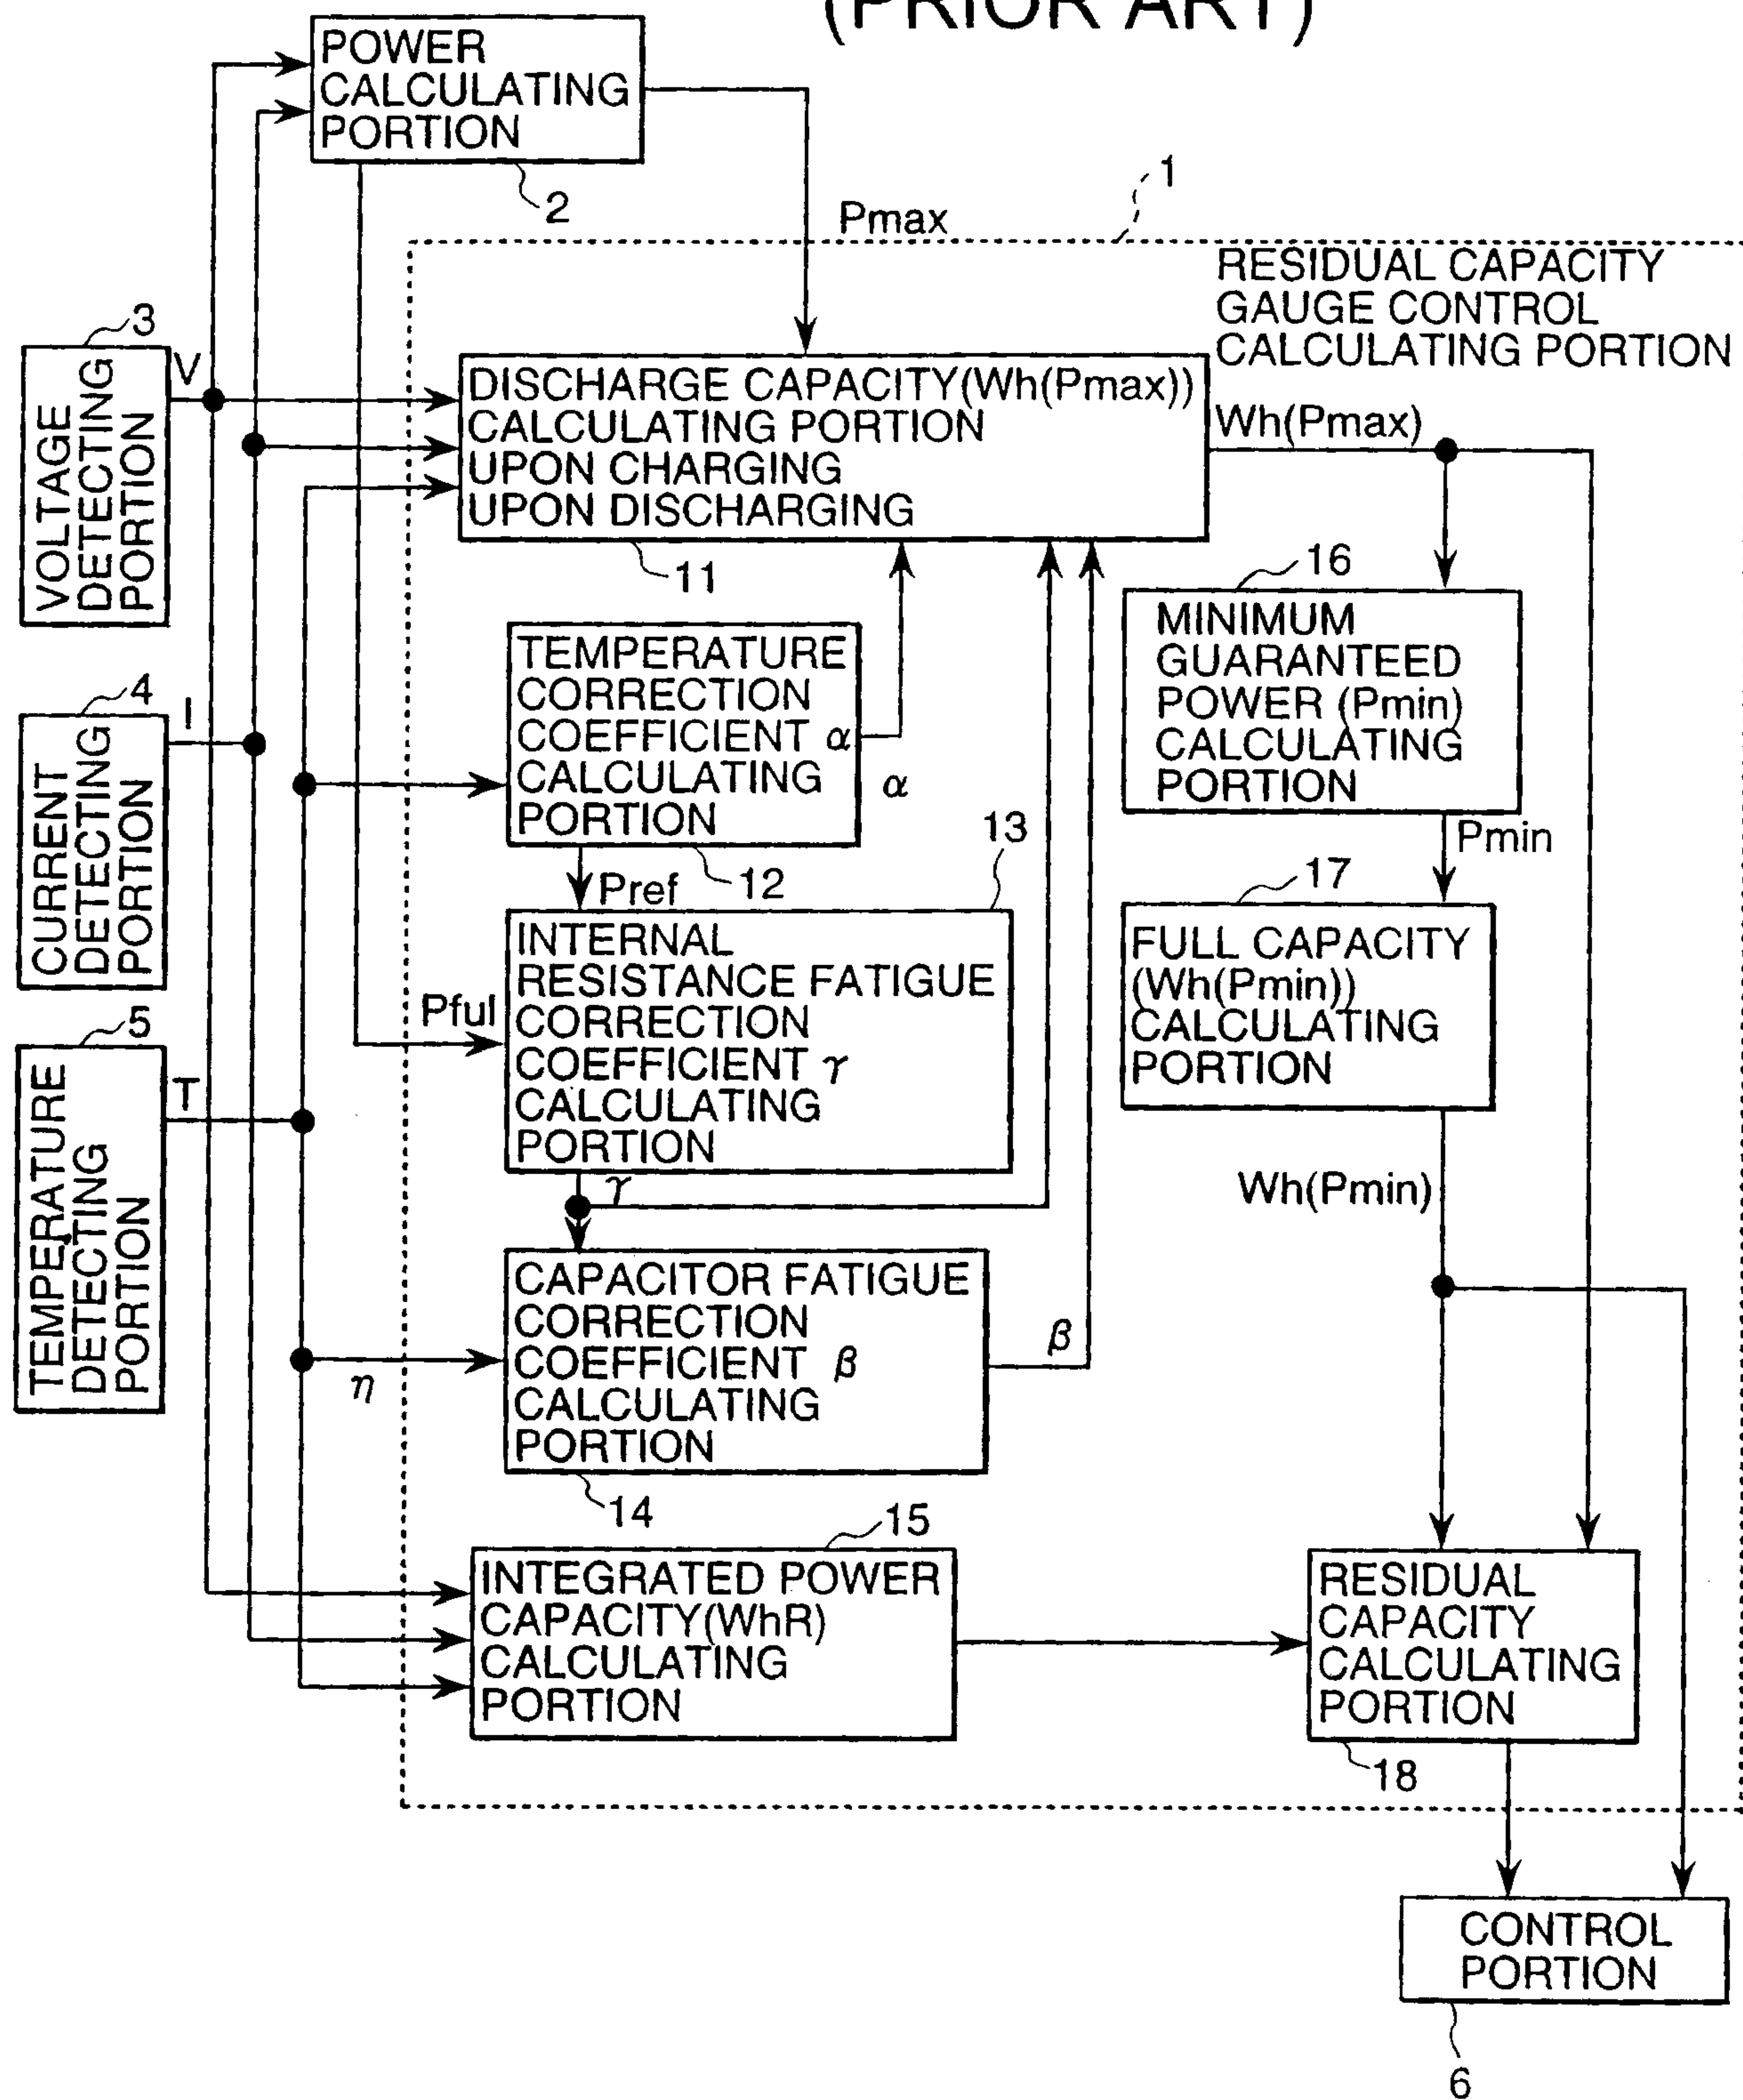 (PRIOR ART)
POWER
CALCULATING
PORTION
2
1
Pmax
RESIDUAL CAPACITY
GAUGE CONTROL
CALCULATING PORTION
3
V
VOLTAGE
DETECTING
PORTION
DISCHARGE CAPACITY(Wh(Pmax))
CALCULATING PORTION
UPON CHARGING
UPON DISCHARGING
Wh(Pmax)
11
16
MINIMUM
GUARANTEED
POWER (Pmin)
CALCULATING
PORTION
TEMPERATURE
CORRECTION
COEFFICIENT α
CALCULATING
PORTION
α
4
I
CURRENT
DETECTING
PORTION
13
Pmin
12
Pref
17
INTERNAL
RESISTANCE FATIGUE
CORRECTION
COEFFICIENT γ
CALCULATING
PORTION
Pful
FULL CAPACITY
(Wh(Pmin))
CALCULATING
PORTION
5
T
TEMPERATURE
DETECTING
PORTION
γ
Wh(Pmin)
CAPACITOR FATIGUE
CORRECTION
COEFFICIENT β
CALCULATING
PORTION
β
η
14
15
INTEGRATED POWER
CAPACITY(WhR)
CALCULATING
PORTION
RESIDUAL
CAPACITY
CALCULATING
PORTION
18
CONTROL
PORTION
6